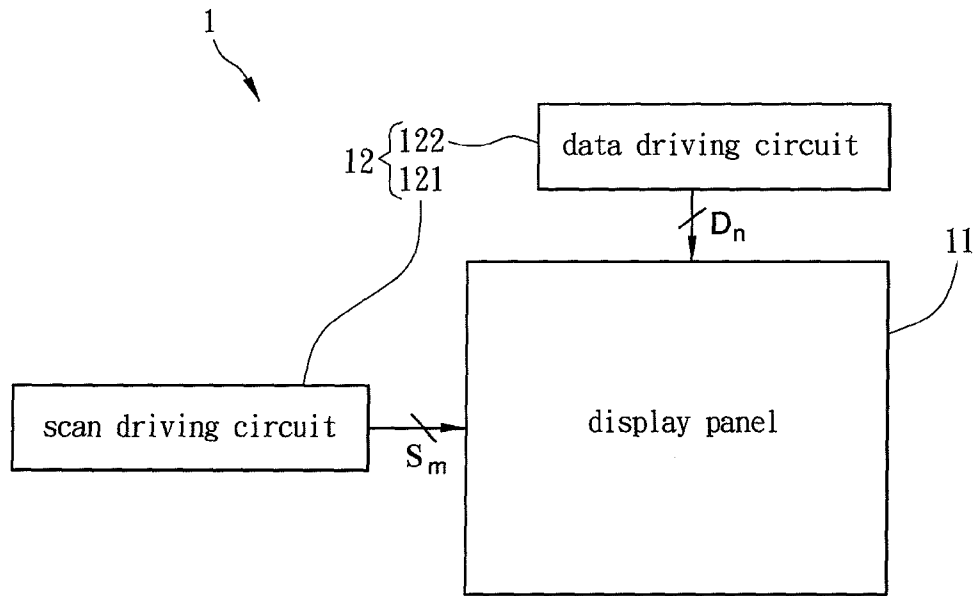 1
12
122
121
data driving circuit
Dn
11
scan driving circuit
Sm
display panel